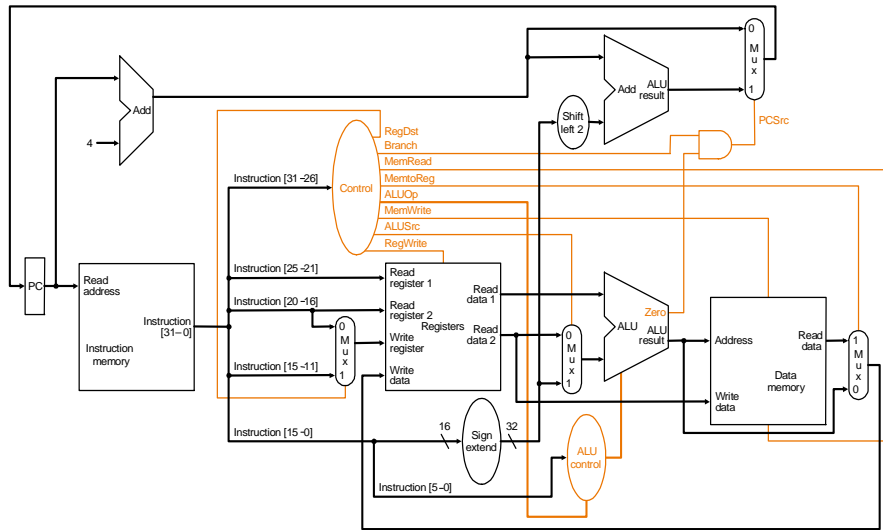 0
M
u
x
1
Add
4
Add
ALU
result
Shift
left 2
PCSrc
RegDst
Branch
MemRead
MemtoReg
ALUOp
MemWrite
ALUSrc
RegWrite
Control
Instruction [31–26]
PC
Read
address
Instruction
[31–0]
Instruction
memory
Instruction [25–21]
Instruction [20–16]
Instruction [15–11]
Instruction [15–0]
0
M
u
x
1
Read
register 1
Read
register 2
Write
register
Write
data
Registers
Read
data 1
Read
data 2
0
M
u
x
1
Zero
ALU
ALU
result
Address
Write
data
Read
data
Data
memory
1
M
u
x
0
16
Sign
extend
32
ALU
control
Instruction [5–0]